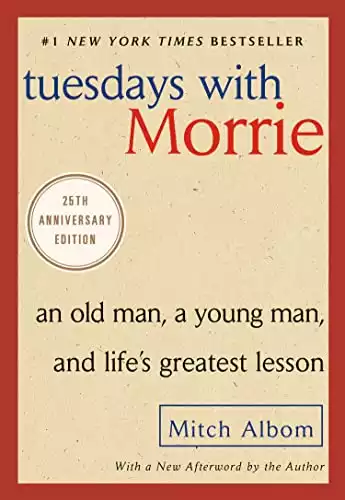 #1 NEW YORK TIMES BESTSELLER
tuesdays with
Morrie
25TH
ANNIVERSARY
EDITION
an old man, a young man,
and life's greatest lesson
Mitch Albom
With a New Afterword by the Author